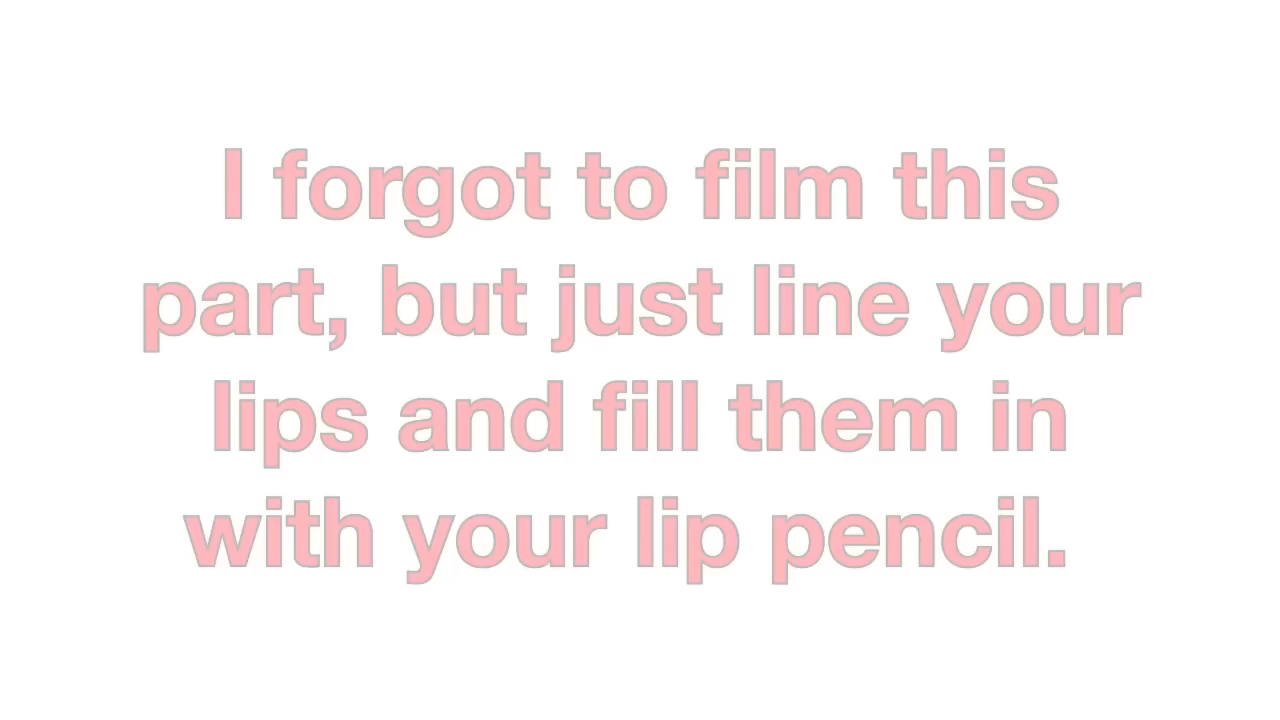 I forgot to film this
part, but just line your
lips and fill them in
with your lip pencil.